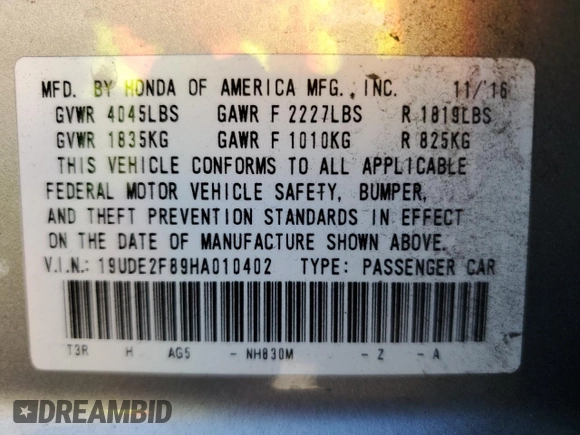 MFD. BY HONDA OF AMERICA MFG., INC. 11/16
GVWR 4045LBS GAWR F 2227LBS R 1819LBS
GVWR 1835KG GAWR F 1010KG R 825KG
THIS VEHICLE CONFORMS TO ALL APPLICABLE
FEDERAL MOTOR VEHICLE SAFETY, BUMPER,
AND THEFT PREVENTION STANDARDS IN EFFECT
ON THE DATE OF MANUFACTURE SHOWN ABOVE.
V.I.N.: 19UDE2F89HA010402 TYPE: PASSENGER CAR
T3R H AG5 - NH830M - Z - A
DREAMBID